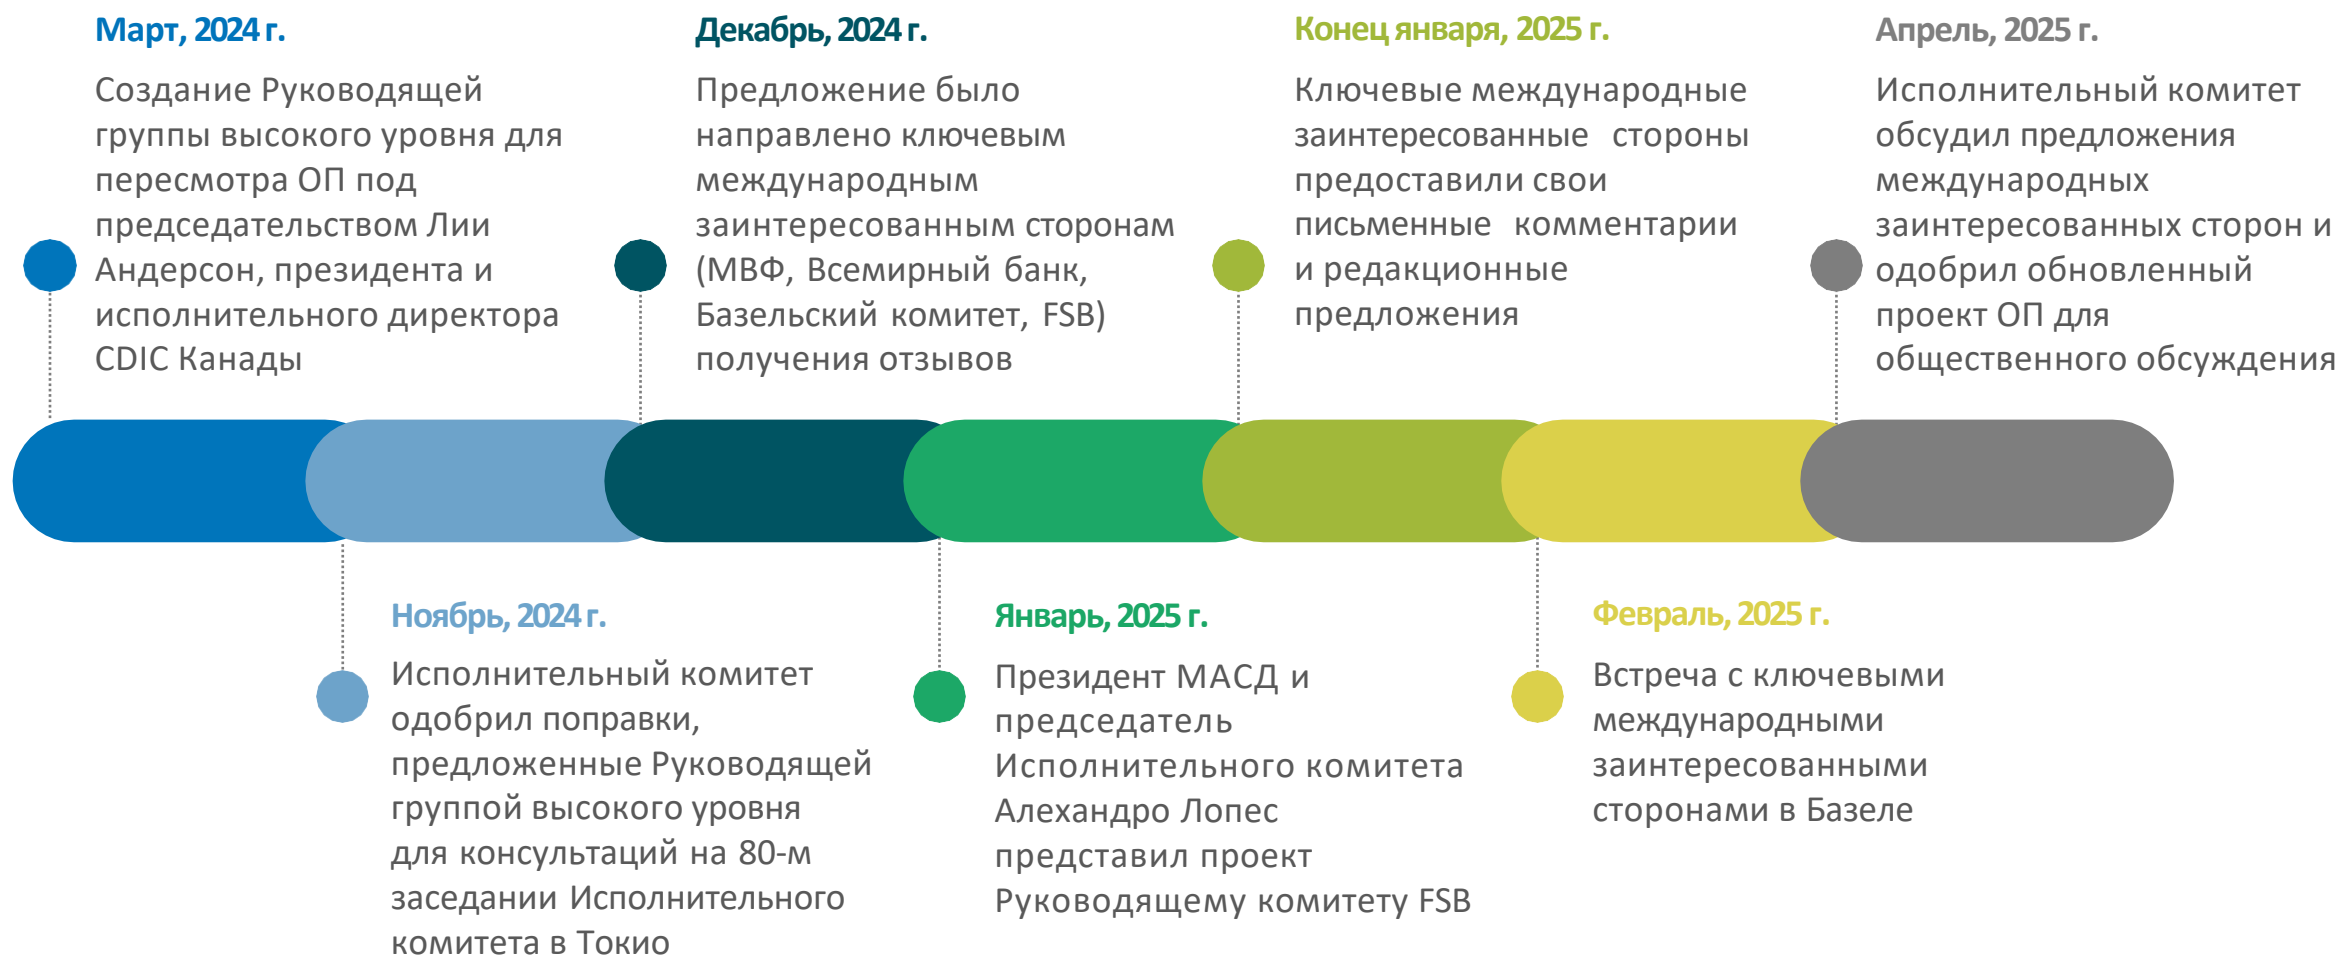 Март, 2024 г.
Создание Руководящей
группы высокого уровня для
пересмотра ОП под
председательством Лии
Андерсон, президента и
исполнительного директора
CDIC Канады
Ноябрь, 2024 г.
Исполнительный комитет
одобрил поправки,
предложенные Руководящей
группой высокого уровня
для консультаций на 80-м
заседании Исполнительного
комитета в Токио
Декабрь, 2024 г.
Предложение было
направлено ключевым
международным
заинтересованным сторонам
(МВФ, Всемирный банк,
Базельский комитет, FSB)
получения отзывов
Январь, 2025 г.
Президент МАСД и
председатель
Исполнительного комитета
Алехандро Лопес
представил проект
Руководящему комитету FSB
Конец января, 2025 г.
Ключевые международные
заинтересованные стороны
предоставили свои
письменные комментарии
и редакционные
предложения
Февраль, 2025 г.
Встреча с ключевыми
международными
заинтересованными
сторонами в Базеле
Апрель, 2025 г.
Исполнительный комитет
обсудил предложения
международных
заинтересованных сторон и
одобрил обновленный
проект ОП для
общественного обсуждения